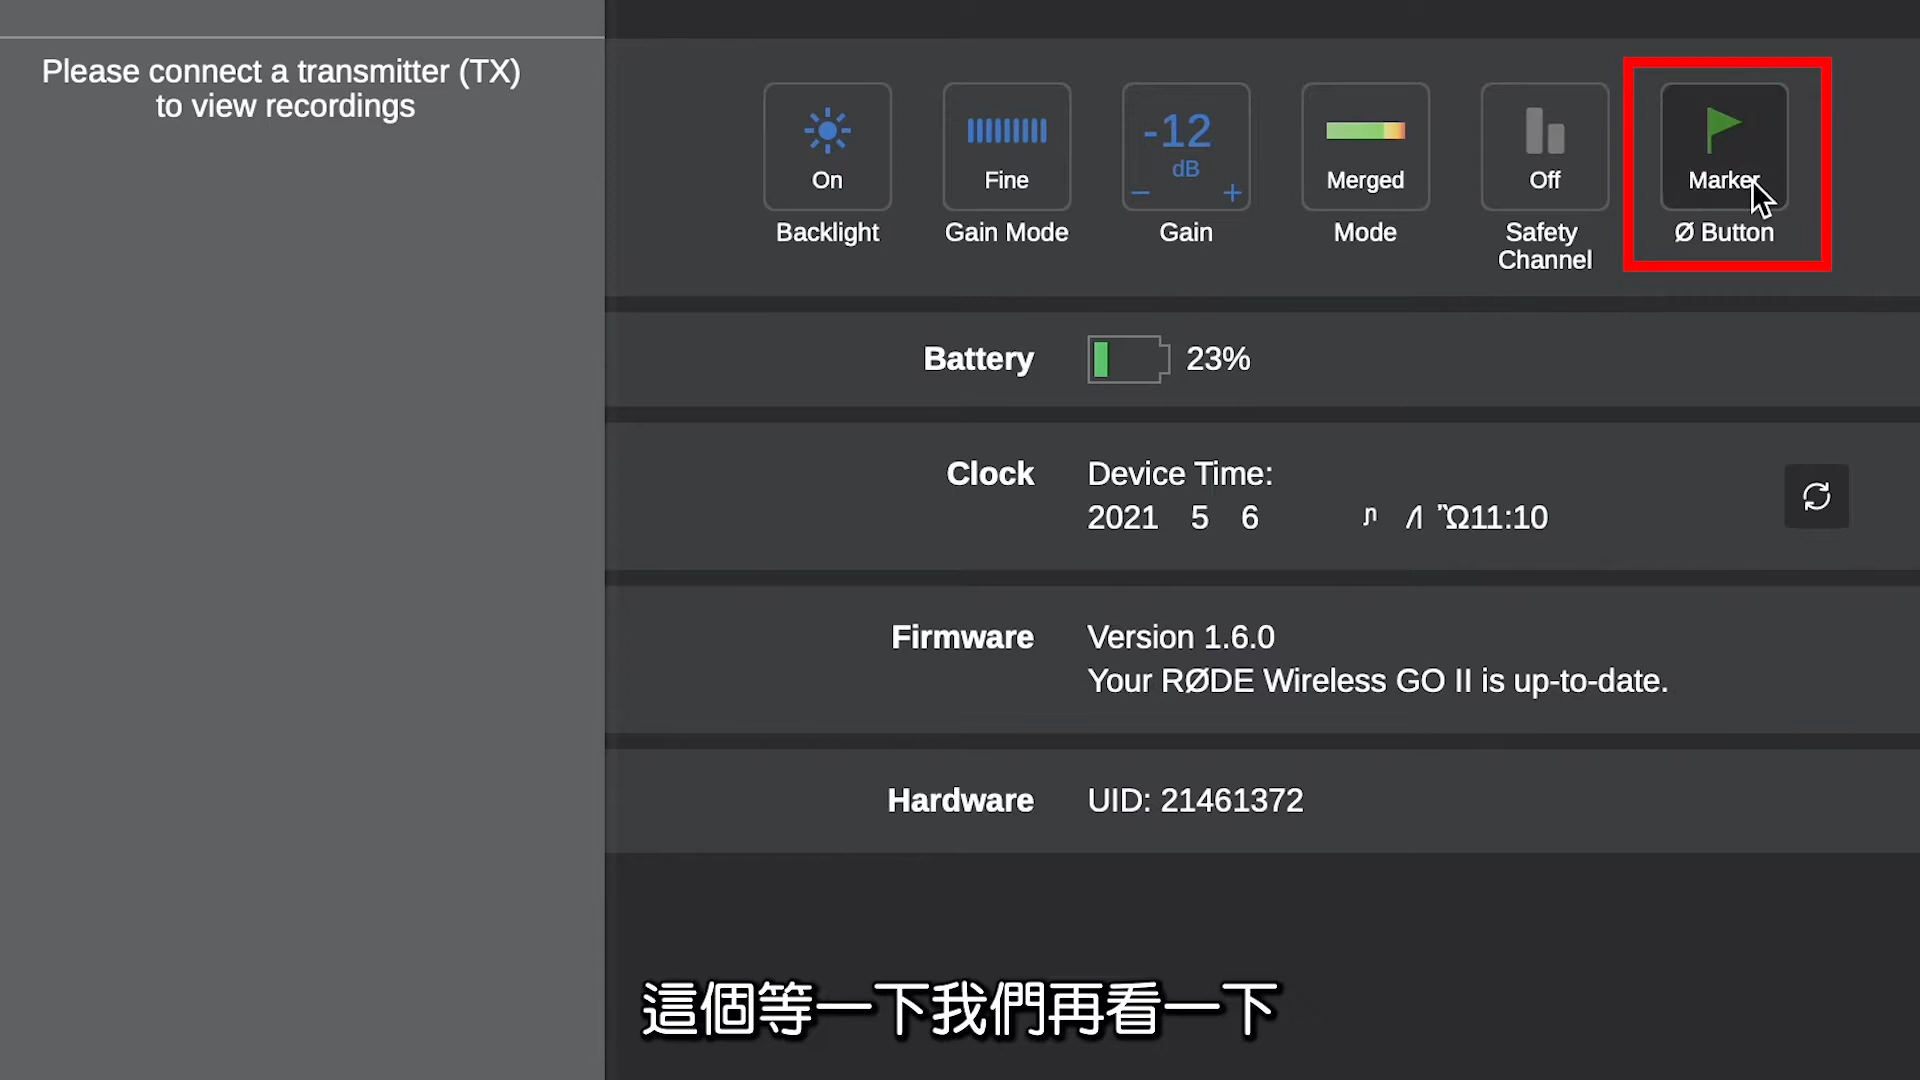 Please connect a transmitter (TX)
to view recordings
On
Backlight
Fine
Gain Mode
-12
dB
− +
Gain
Merged
Mode
Off
Safety
Channel
Marker
Ø Button
Battery 23%
Clock Device Time:
2021 5 6 11:10
Firmware Version 1.6.0
Your RØDE Wireless GO II is up-to-date.
Hardware UID: 21461372
這個等一下我們再看一下